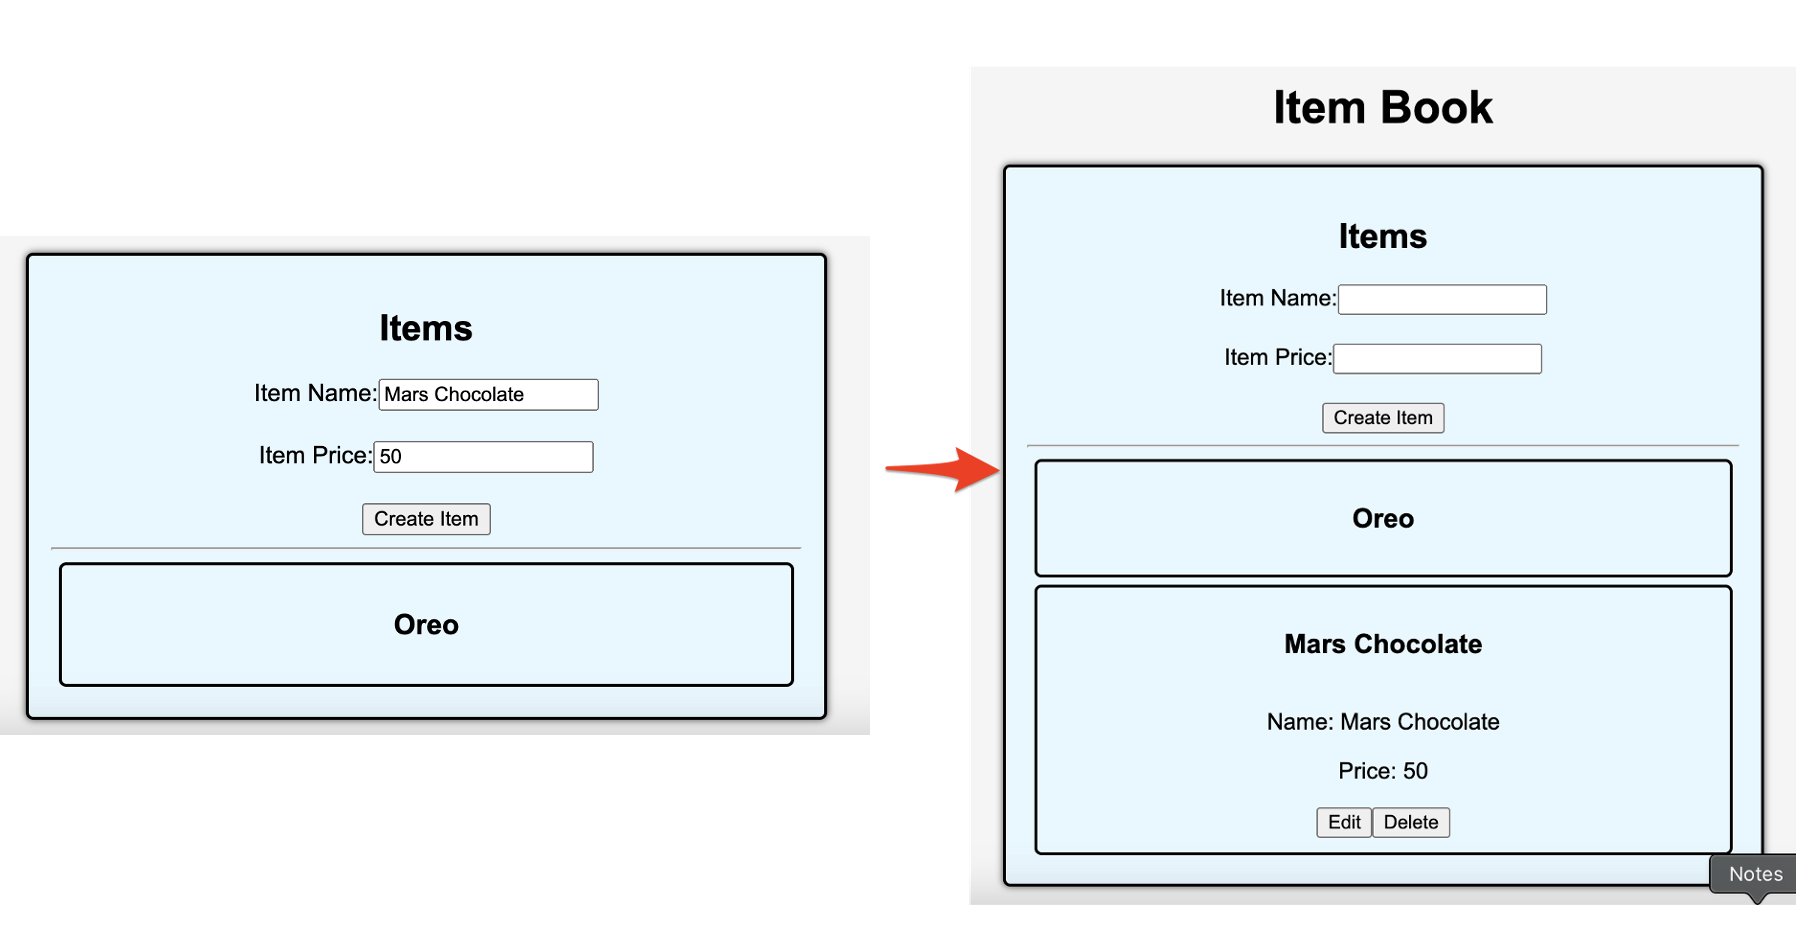 Items
Item Name: Mars Chocolate
Item Price: 50
Create Item
Oreo
Item Book
Items
Item Name:
Item Price:
Create Item
Oreo
Mars Chocolate
Name: Mars Chocolate
Price: 50
Edit Delete
Notes